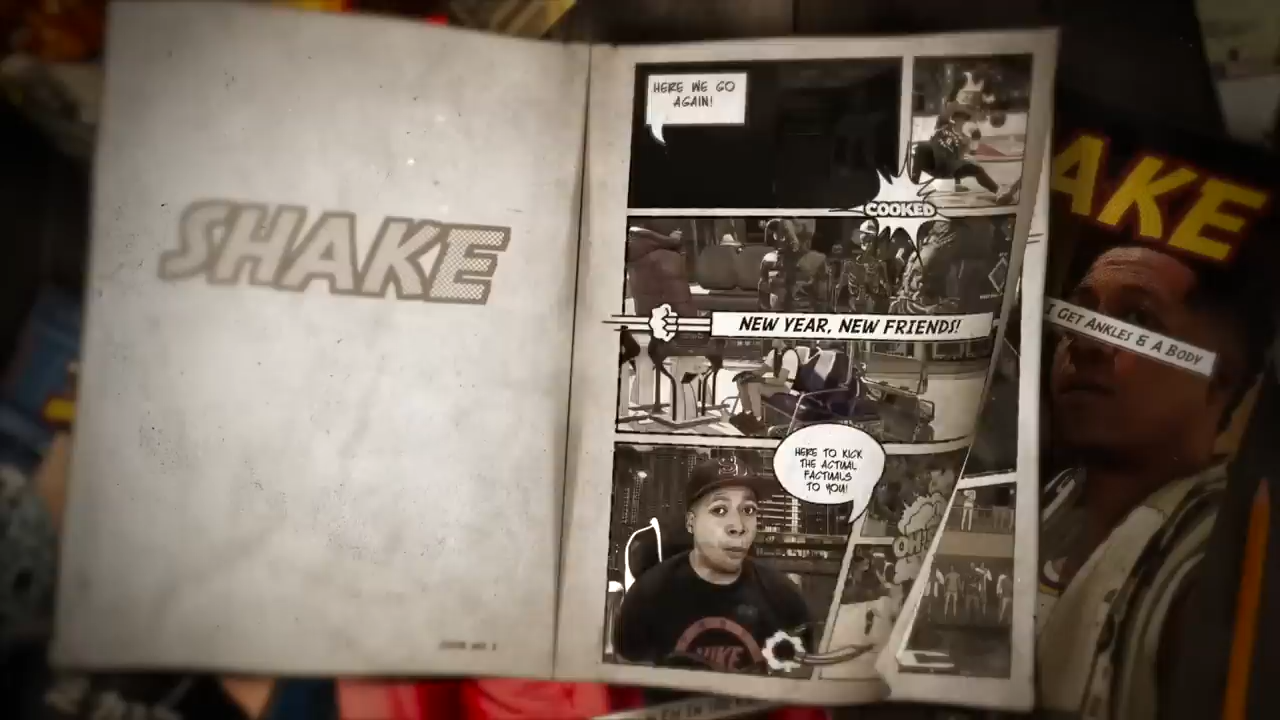 SHAKE
HERE WE GO
AGAIN!
COOKED
NEW YEAR, NEW FRIENDS!
HERE TO KICK
THE ACTUAL
FACTUALS
TO YOU!
NIKE
AKE
I GET ANKLES & A BODY